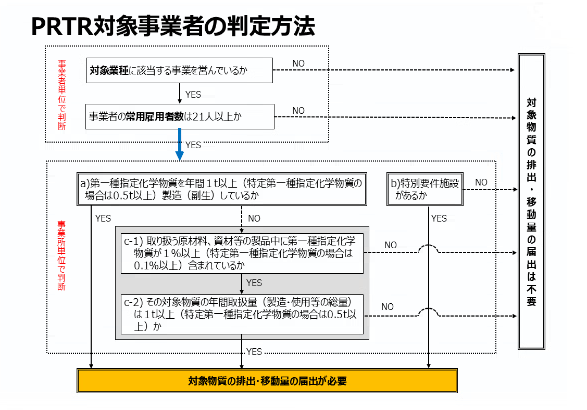 PRTR対象事業者の判定方法
事業者単位で判断
対象業種に該当する事業を営んでいるか
NO
YES
事業者の常用雇用者数は21人以上か
NO
YES
事業所単位で判断
a)第一種指定化学物質を年間1t以上（特定第一種指定化学物質の
場合は0.5t以上）製造（副生）しているか
b)特別要件施設
があるか
NO
YES
NO
YES
c-1) 取り扱う原材料、資材等の製品中に第一種指定化学
物質が1％以上（特定第一種指定化学物質の場合は
0.1%以上）含まれているか
NO
YES
c-2) その対象物質の年間取扱量（製造・使用等の総量）
は1t以上（特定第一種指定化学物質の場合は0.5t以
上）か
NO
YES
対象物質の排出・移動量の届出が必要
対象物質の排出・移動量の届出は不要